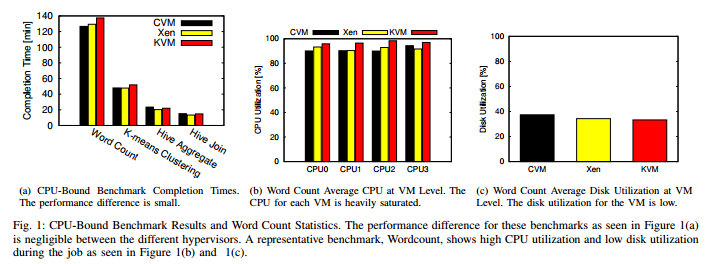 Completion Time [min]
140
120
100
80
60
40
20
0
CVM
Xen
KVM
Word Count
K-means Clustering
Hive Aggregate
Hive Join
CPU Utilization [%]
100
80
60
40
20
0
CVM Xen KVM
CPU0 CPU1 CPU2 CPU3
Disk Utilization [%]
100
80
60
40
20
0
CVM Xen KVM
(a) CPU-Bound Benchmark Completion Times.
The performance difference is small.
(b) Word Count Average CPU at VM Level. The
CPU for each VM is heavily saturated.
(c) Word Count Average Disk Utilization at VM
Level. The disk utilization for the VM is low.
Fig. 1: CPU-Bound Benchmark Results and Word Count Statistics. The performance difference for these benchmarks as seen in Figure 1(a)
is negligible between the different hypervisors. A representative benchmark, Wordcount, shows high CPU utilization and low disk utilization
during the job as seen in Figure 1(b) and 1(c).